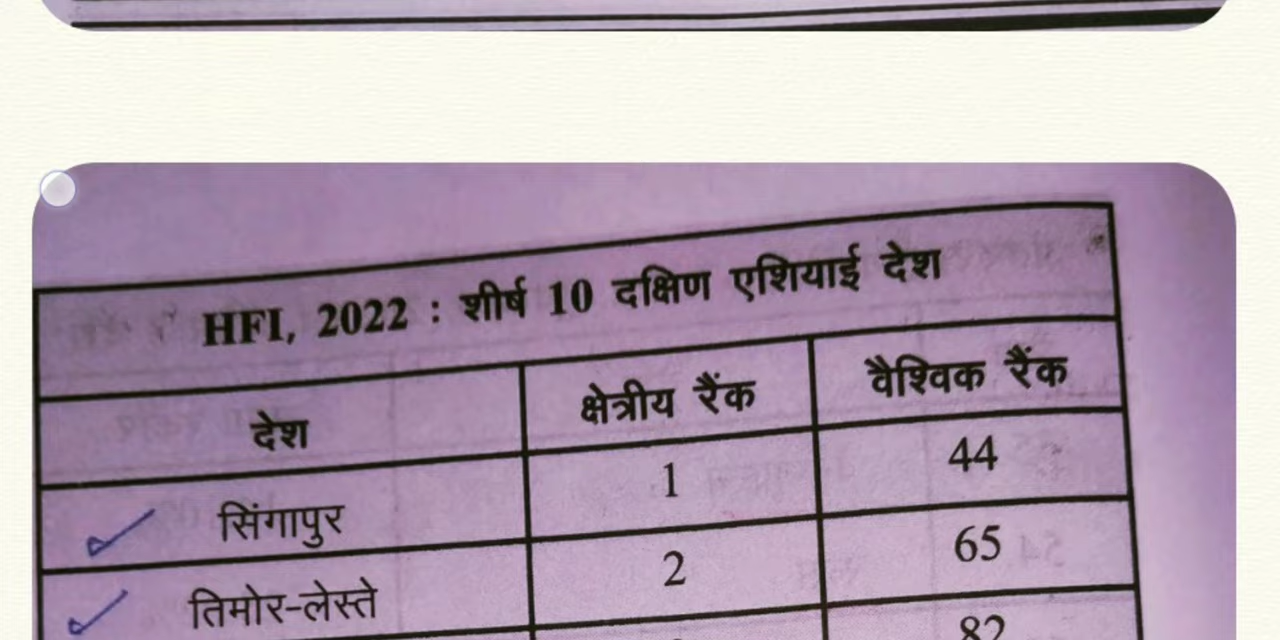 HFI, 2022 : शीर्ष 10 दक्षिण एशियाई देश
देश क्षेत्रीय रैंक वैश्विक रैंक
सिंगापुर 1 44
तिमोर-लेस्ते 2 65
82